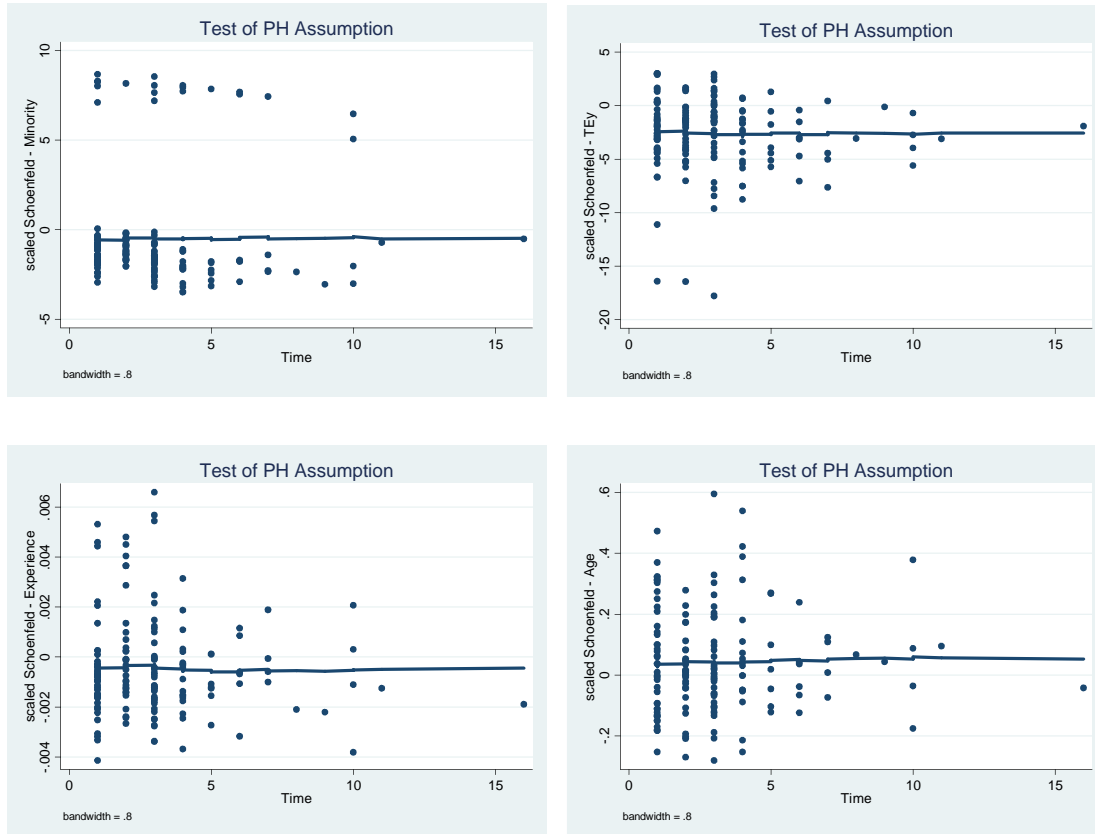 Test of PH Assumption
scaled Schoenfeld - Minority
10
5
0
-5
0 5 10 15
Time
bandwidth = .8
Test of PH Assumption
scaled Schoenfeld - TEy
5
0
-5
-10
-15
-20
0 5 10 15
Time
bandwidth = .8
Test of PH Assumption
scaled Schoenfeld - Experience
.006
.004
.002
0
-.002
-.004
0 5 10 15
Time
bandwidth = .8
Test of PH Assumption
scaled Schoenfeld - Age
.6
.4
.2
0
-.2
0 5 10 15
Time
bandwidth = .8